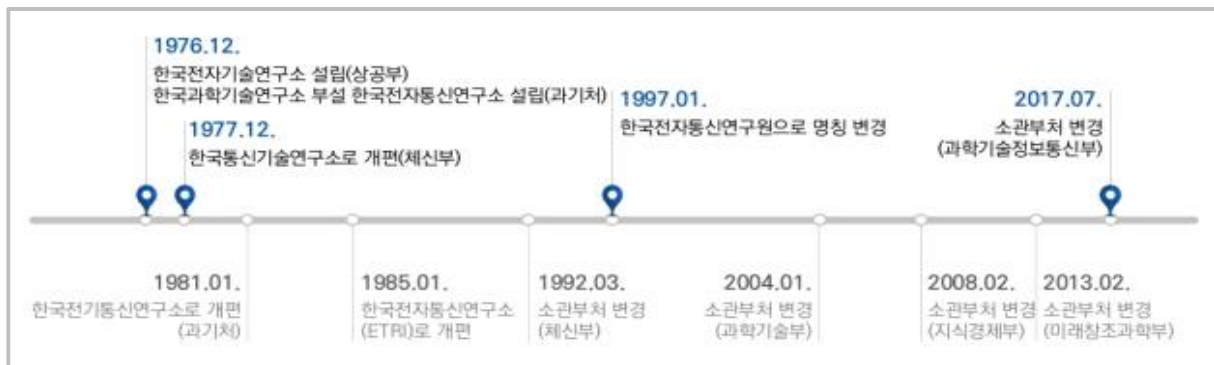 1976.12.
한국전자기술연구소 설립(상공부)
한국과학기술연구소 부설 한국전자통신연구소 설립(과기처)
1977.12.
한국통신기술연구소로 개편(체신부)
1997.01.
한국전자통신연구원으로 명칭 변경
2017.07.
소관부처 변경
(과학기술정보통신부)
1981.01.
한국전기통신연구소로 개편
(과기처)
1985.01.
한국전자통신연구소
(ETRI)로 개편
1992.03.
소관부처 변경
(체신부)
2004.01.
소관부처 변경
(과학기술부)
2008.02.
소관부처 변경
(지식경제부)
2013.02.
소관부처 변경
(미래창조과학부)